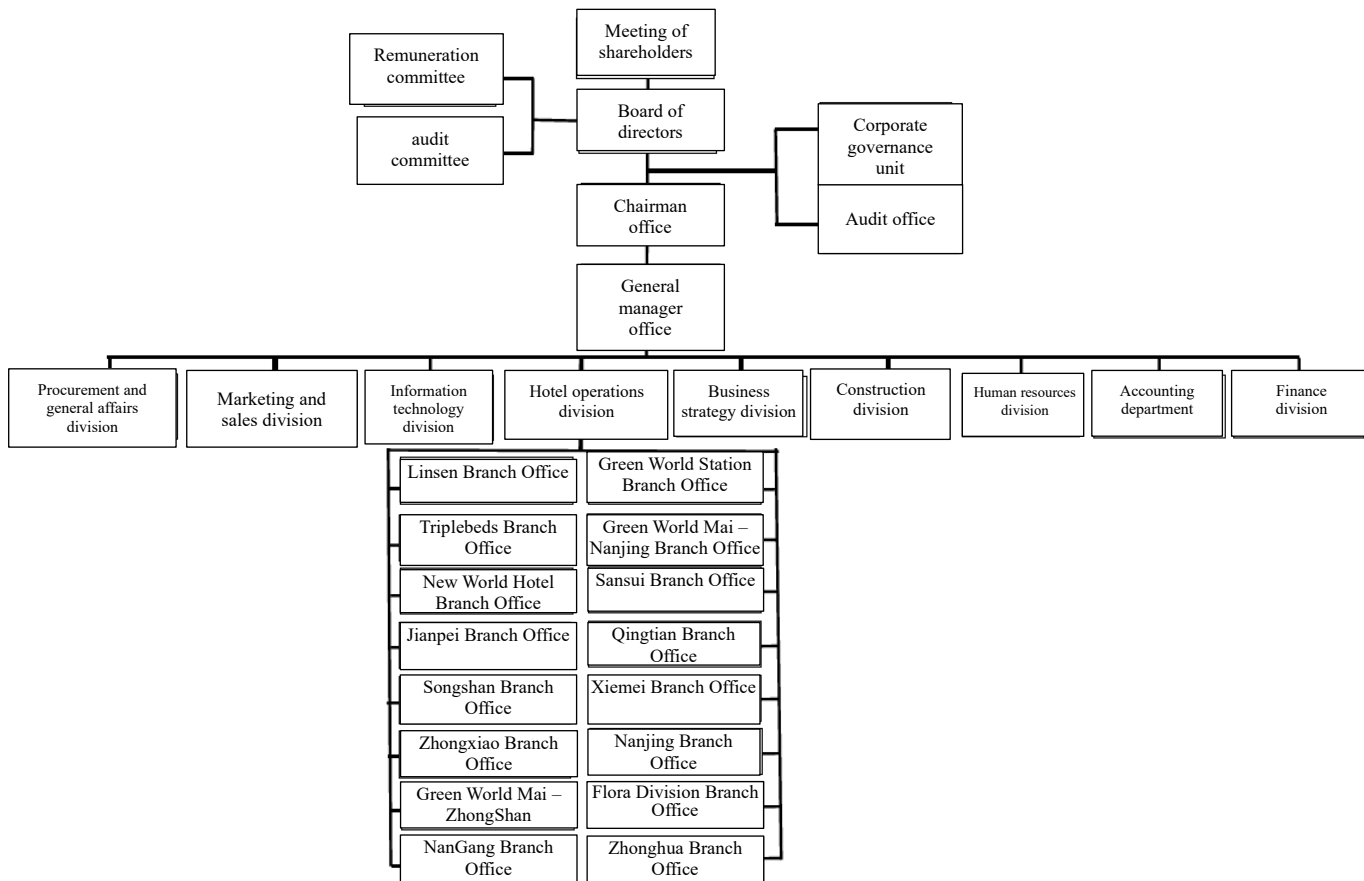 Meeting of
shareholders
Remuneration
committee
Board of
directors
audit
committee
Corporate
governance
unit
Chairman
office
Audit office
General
manager
office
Procurement and
general affairs
division
Marketing and
sales division
Information
technology
division
Hotel operations
division
Business
strategy division
Construction
division
Human resources
division
Accounting
department
Finance
division
Linsen Branch Office
Green World Station
Branch Office
Triplebeds Branch
Office
Green World Mai –
Nanjing Branch Office
New World Hotel
Branch Office
Sansui Branch Office
Jianpei Branch Office
Qingtian Branch
Office
Songshan Branch
Office
Xiemei Branch Office
Zhongxiao Branch
Office
Nanjing Branch
Office
Green World Mai –
ZhongShan
Flora Division Branch
Office
NanGang Branch
Office
Zhonghua Branch
Office